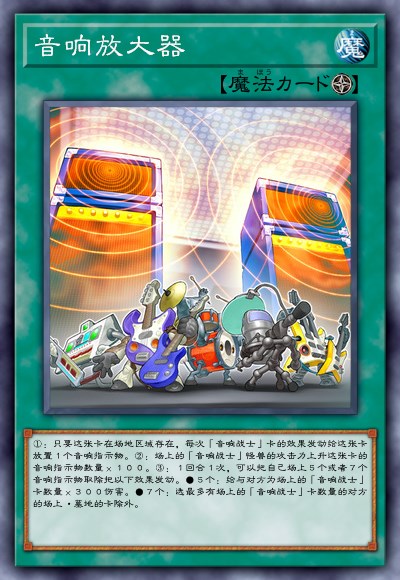 音响放大器
魔
【魔法カード】
まほう
①：只要这张卡在场地区域存在，每次「音响战士」卡的效果发动给这张卡
放置1个音响指示物。②：场上的「音响战士」怪兽的攻击力上升这张卡的
音响指示物数量×100。③：1回合1次，可以把自己场上5个或者7个
音响指示物取除把以下效果发动。●5个：给与对方为场上的「音响战士」
卡数量×300伤害。●7个：选最多有场上的「音响战士」卡数量的对方
的场上·墓地的卡除外。